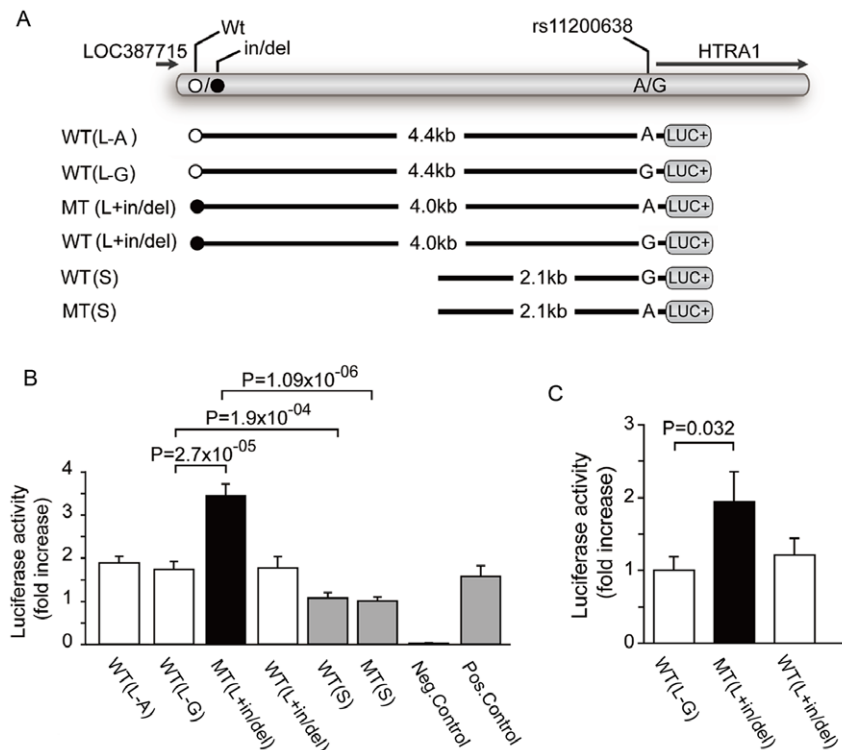 A
Wt
in/del
LOC387715
rs11200638
HTRA1
/
A/G
WT(L-A) 4.4kb A LUC+
WT(L-G) 4.4kb G LUC+
MT (L+in/del) 4.0kb A LUC+
WT (L+in/del) 4.0kb G LUC+
WT(S) 2.1kb G LUC+
MT(S) 2.1kb A LUC+
B
P=1.09x10-06
P=1.9x10-04
P=2.7x10-05
Luciferase activity
(fold increase)
4
3
2
1
0
WT(L-A)
WT(L-G)
MT(L+in/del)
WT(L+in/del)
WT(S)
MT(S)
Neg.Control
Pos.Control
C
P=0.032
Luciferase activity
(fold increase)
3
2
1
0
WT(L-G)
MT(L+in/del)
WT(L+in/del)